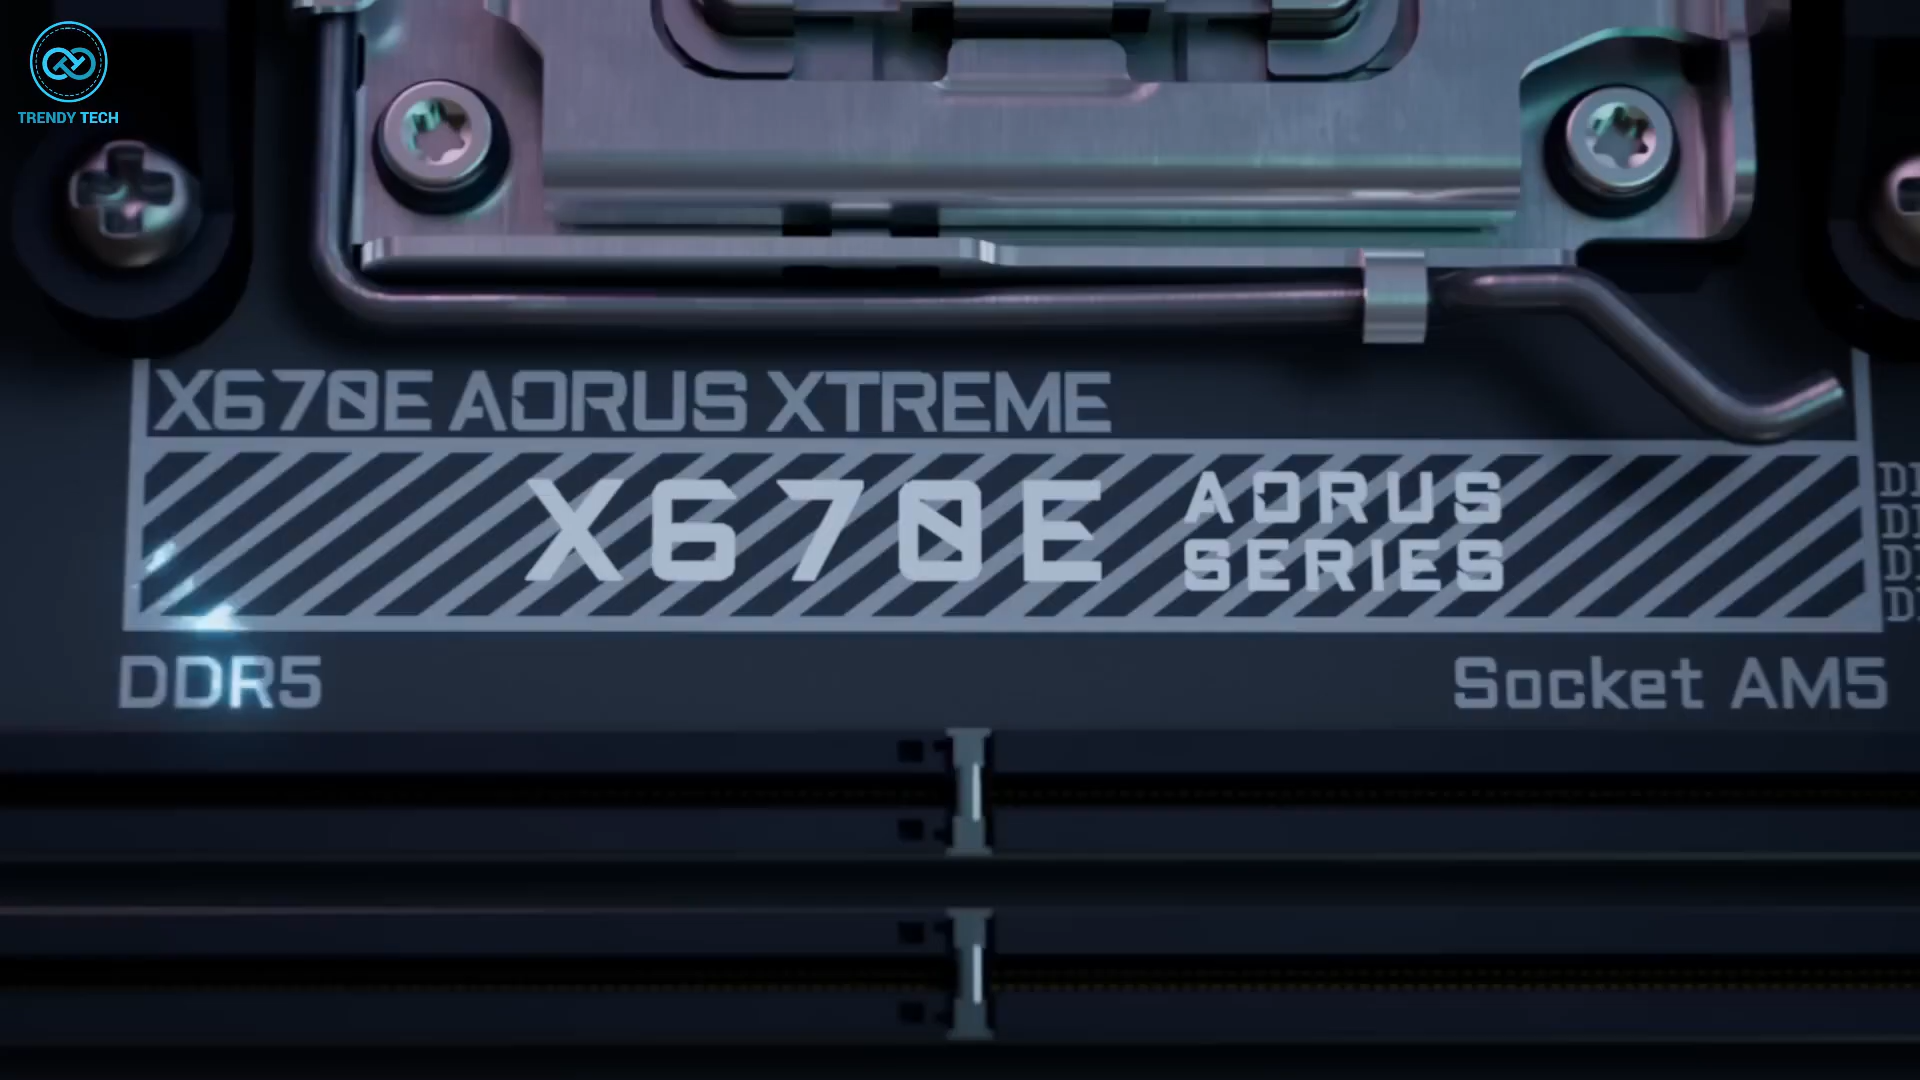 TRENDY TECH
X670E AORUS XTREME
X670E AORUS SERIES
DDR5
Socket AM5